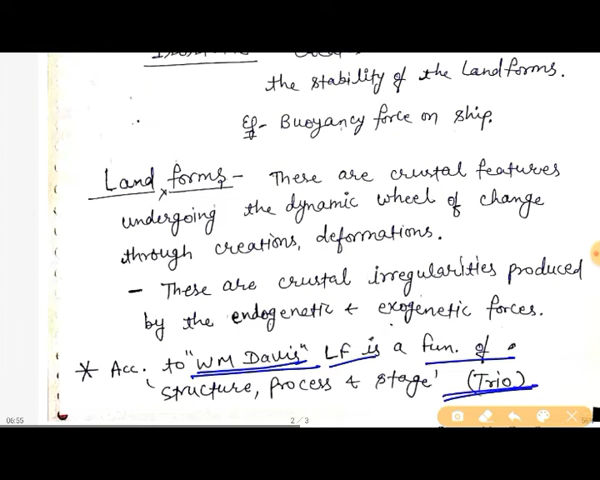 the stability of the Landforms.
Eg- Buoyancy force on ship.
Land forms - These are crustal features
undergoing the dynamic wheel of change
through creations, deformations.
- These are crustal irregularities produced
by the endogenetic & exogenetic forces.
* Acc. to "WM Davis" LF is a fun. of
'structure, process & stage' (Trio)
06:55
2 / 3